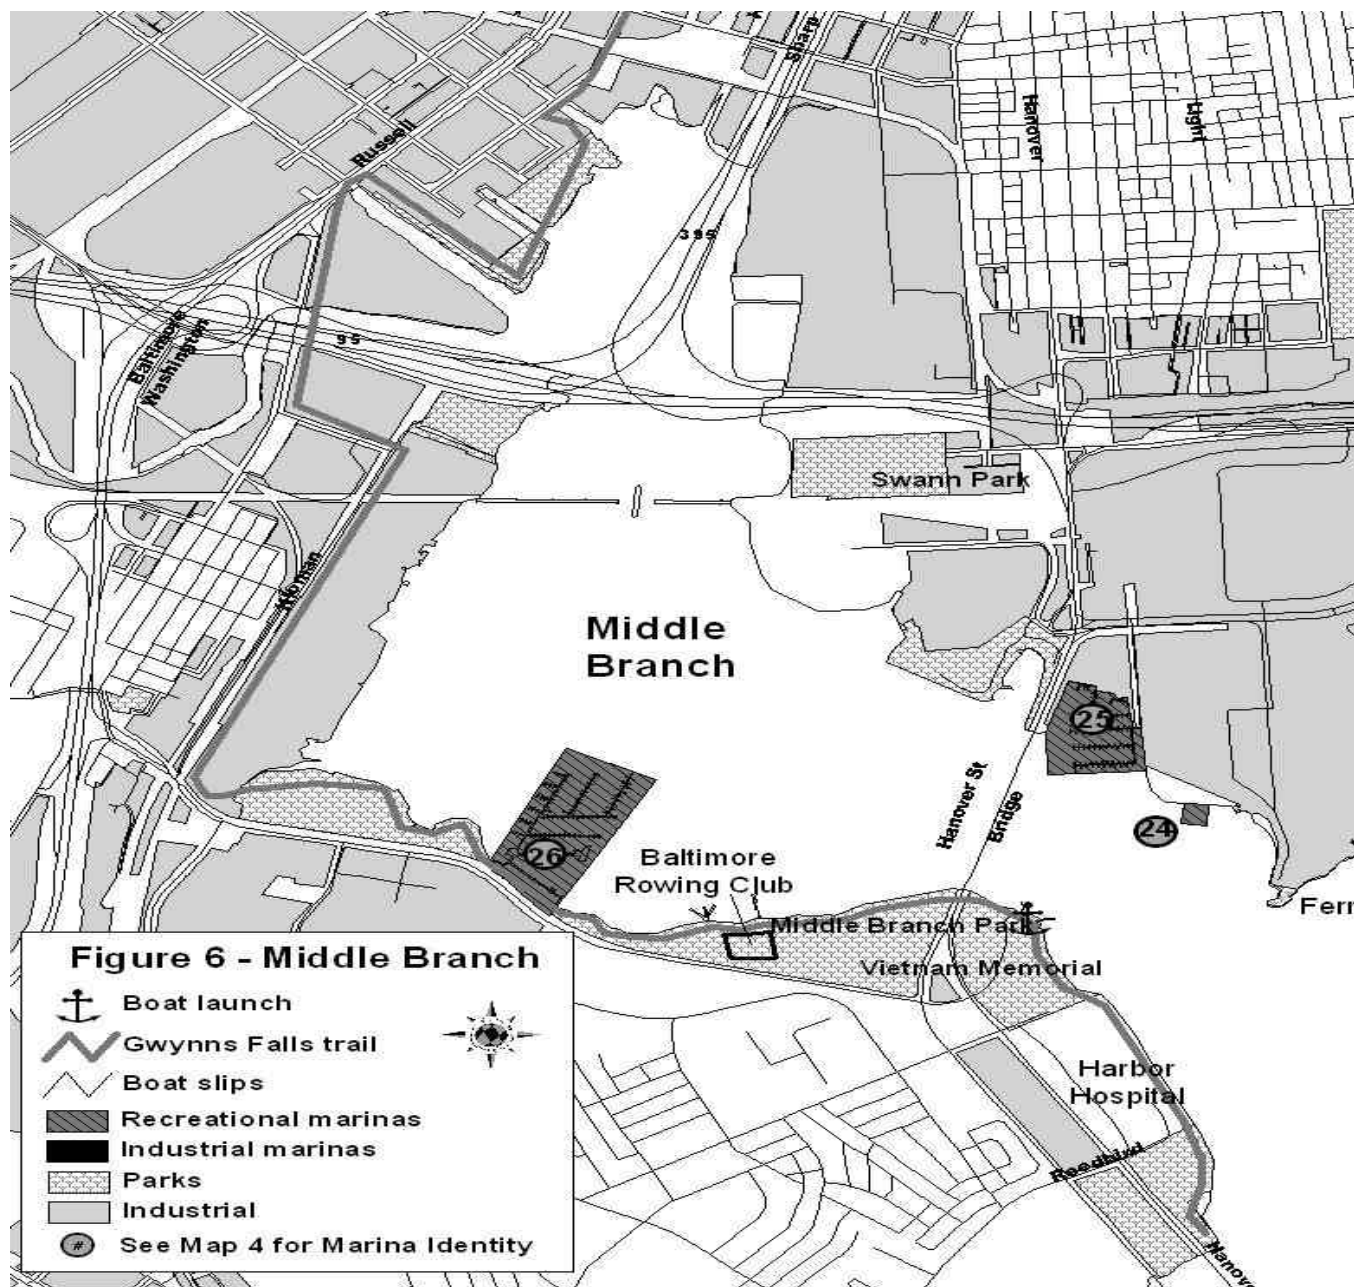 Sharp
Russell
Hanover
Light
395
95
Baltimore
Washington
Swann Park
Middle
Branch
25
Hanover St
Bridge
24
26
Baltimore
Rowing Club
Middle Branch Park
Vietnam Memorial
Harbor
Hospital
Reedbird
Figure 6 - Middle Branch
Boat launch
Gwynns Falls trail
Boat slips
Recreational marinas
Industrial marinas
Parks
Industrial
# See Map 4 for Marina Identity
Ferr
Hanove